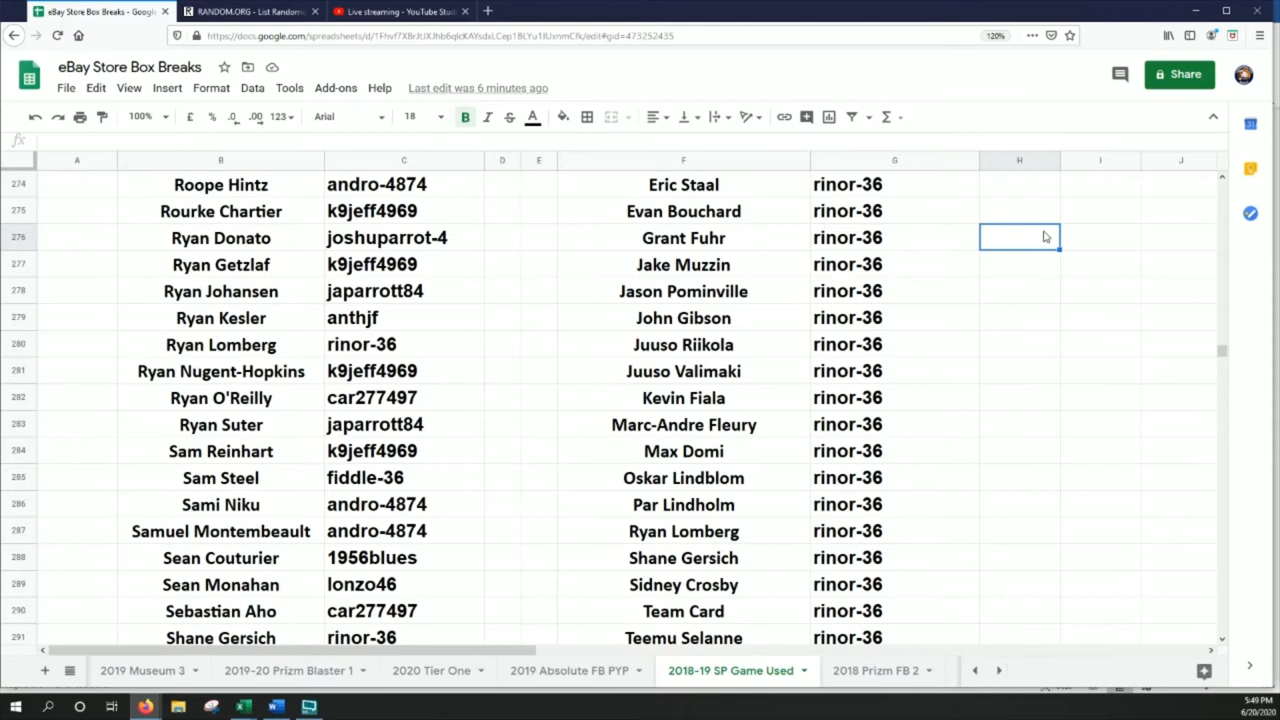 eBay Store Box Breaks - Google
RANDOM.ORG - List Randomi
Live streaming - YouTube Stud
120%
eBay Store Box Breaks
File Edit View Insert Format Data Tools Add-ons Help Last edit was 6 minutes ago
Share
100% £ % .0 .00 123 Arial 18 B I S A
fx
A B C D E F G H I J
274 Roope Hintz andro-4874 Eric Staal rinor-36
275 Rourke Chartier k9jeff4969 Evan Bouchard rinor-36
276 Ryan Donato joshuparrot-4 Grant Fuhr rinor-36
277 Ryan Getzlaf k9jeff4969 Jake Muzzin rinor-36
278 Ryan Johansen japarrott84 Jason Pominville rinor-36
279 Ryan Kesler anthjf John Gibson rinor-36
280 Ryan Lomberg rinor-36 Juuso Riikola rinor-36
281 Ryan Nugent-Hopkins k9jeff4969 Juuso Valimaki rinor-36
282 Ryan O'Reilly car277497 Kevin Fiala rinor-36
283 Ryan Suter japarrott84 Marc-Andre Fleury rinor-36
284 Sam Reinhart k9jeff4969 Max Domi rinor-36
285 Sam Steel fiddle-36 Oskar Lindblom rinor-36
286 Sami Niku andro-4874 Par Lindholm rinor-36
287 Samuel Montembeault andro-4874 Ryan Lomberg rinor-36
288 Sean Couturier 1956blues Shane Gersich rinor-36
289 Sean Monahan lonzo46 Sidney Crosby rinor-36
290 Sebastian Aho car277497 Team Card rinor-36
291 Shane Gersich rinor-36 Teemu Selanne rinor-36
2019 Museum 3 2019-20 Prizm Blaster 1 2020 Tier One 2019 Absolute FB PYP 2018-19 SP Game Used 2018 Prizm FB 2
5:49 PM
6/20/2020